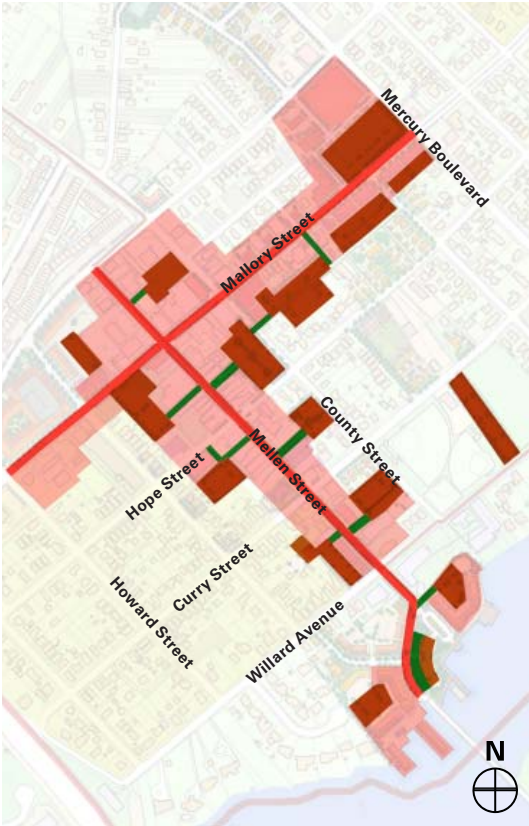 Mercury Boulevard
Mallory Street
County Street
Mellen Street
Hope Street
Curry Street
Howard Street
Willard Avenue
N